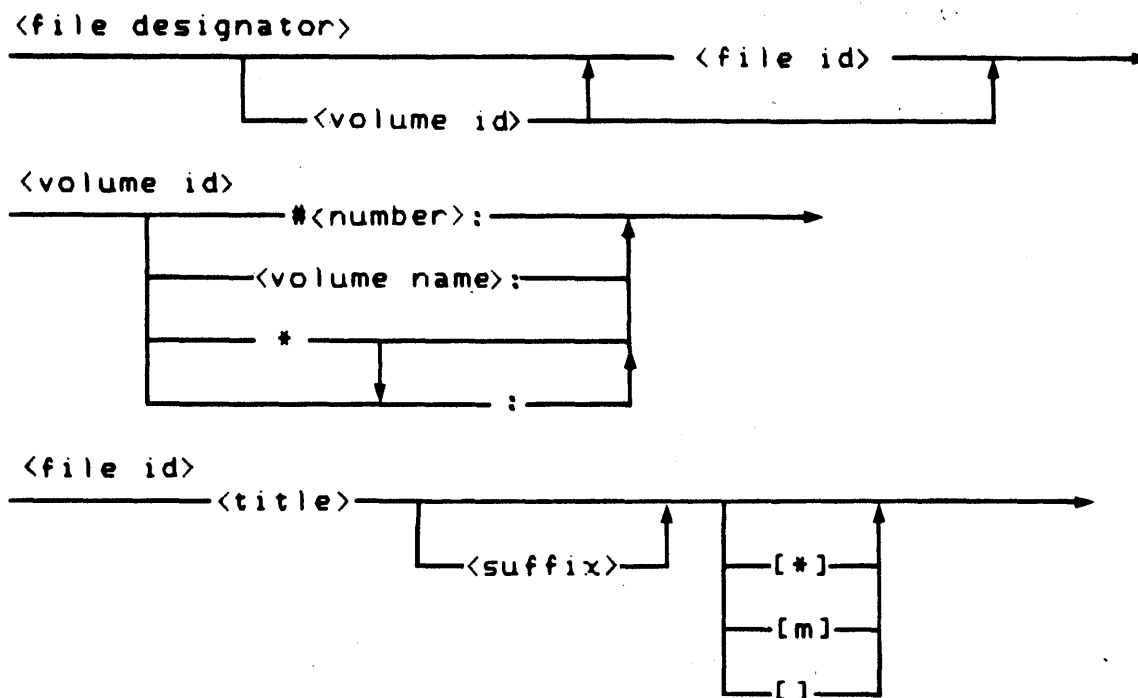 <file designator>
<file id>
<volume id>
<volume id>
#<number>:
<volume name>:
*
:
<file id>
<title>
<suffix>
[*]
[m]
[ ]